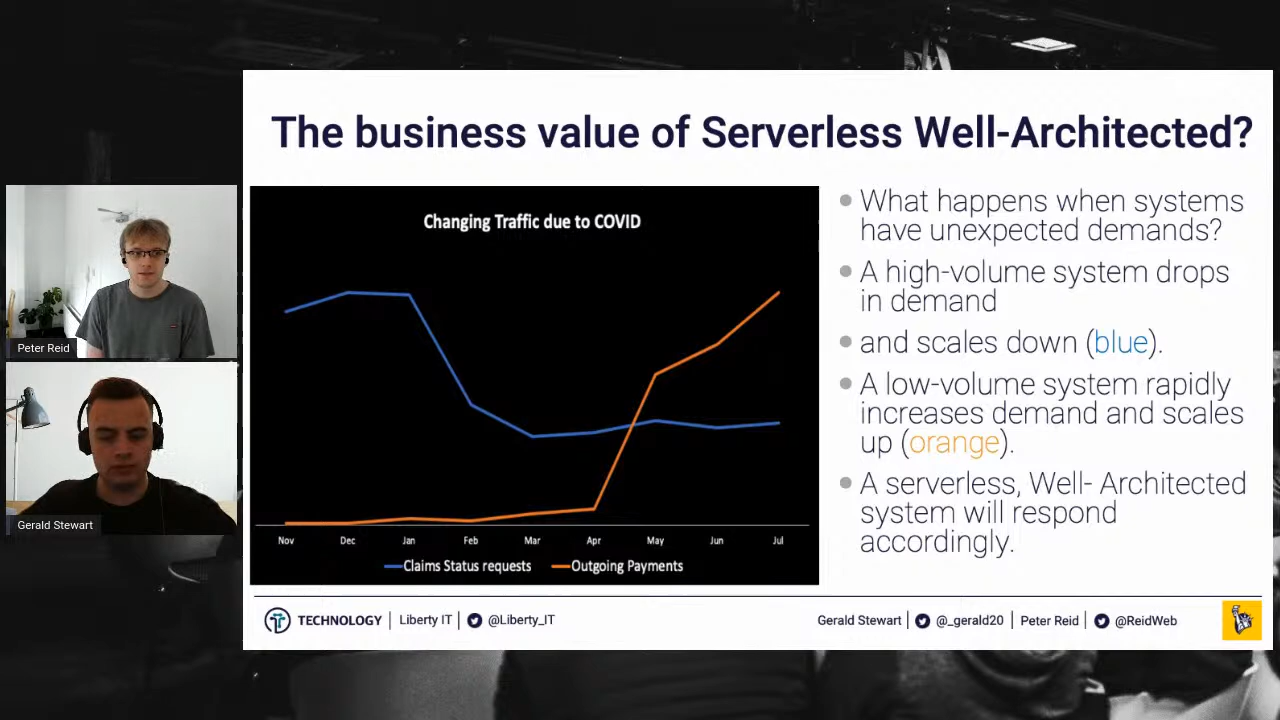 The business value of Serverless Well-Architected?
Changing Traffic due to COVID
Nov Dec Jan Feb Mar Apr May Jun Jul
Claims Status requests Outgoing Payments
What happens when systems
have unexpected demands?
A high-volume system drops
in demand
and scales down (blue).
A low-volume system rapidly
increases demand and scales
up (orange).
A serverless, Well- Architected
system will respond
accordingly.
Peter Reid
Gerald Stewart
TECHNOLOGY | Liberty IT | @Liberty_IT
Gerald Stewart | @_gerald20 | Peter Reid | @ReidWeb